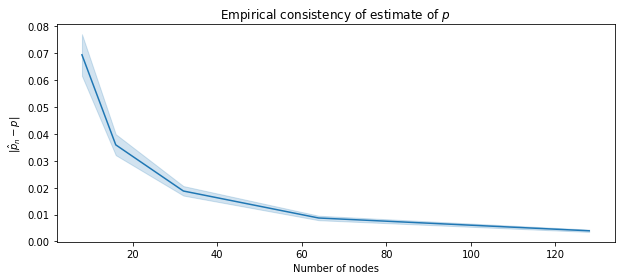 Empirical consistency of estimate of p
|p̂ₙ − p|
0.08
0.07
0.06
0.05
0.04
0.03
0.02
0.01
0.00
20 40 60 80 100 120
Number of nodes